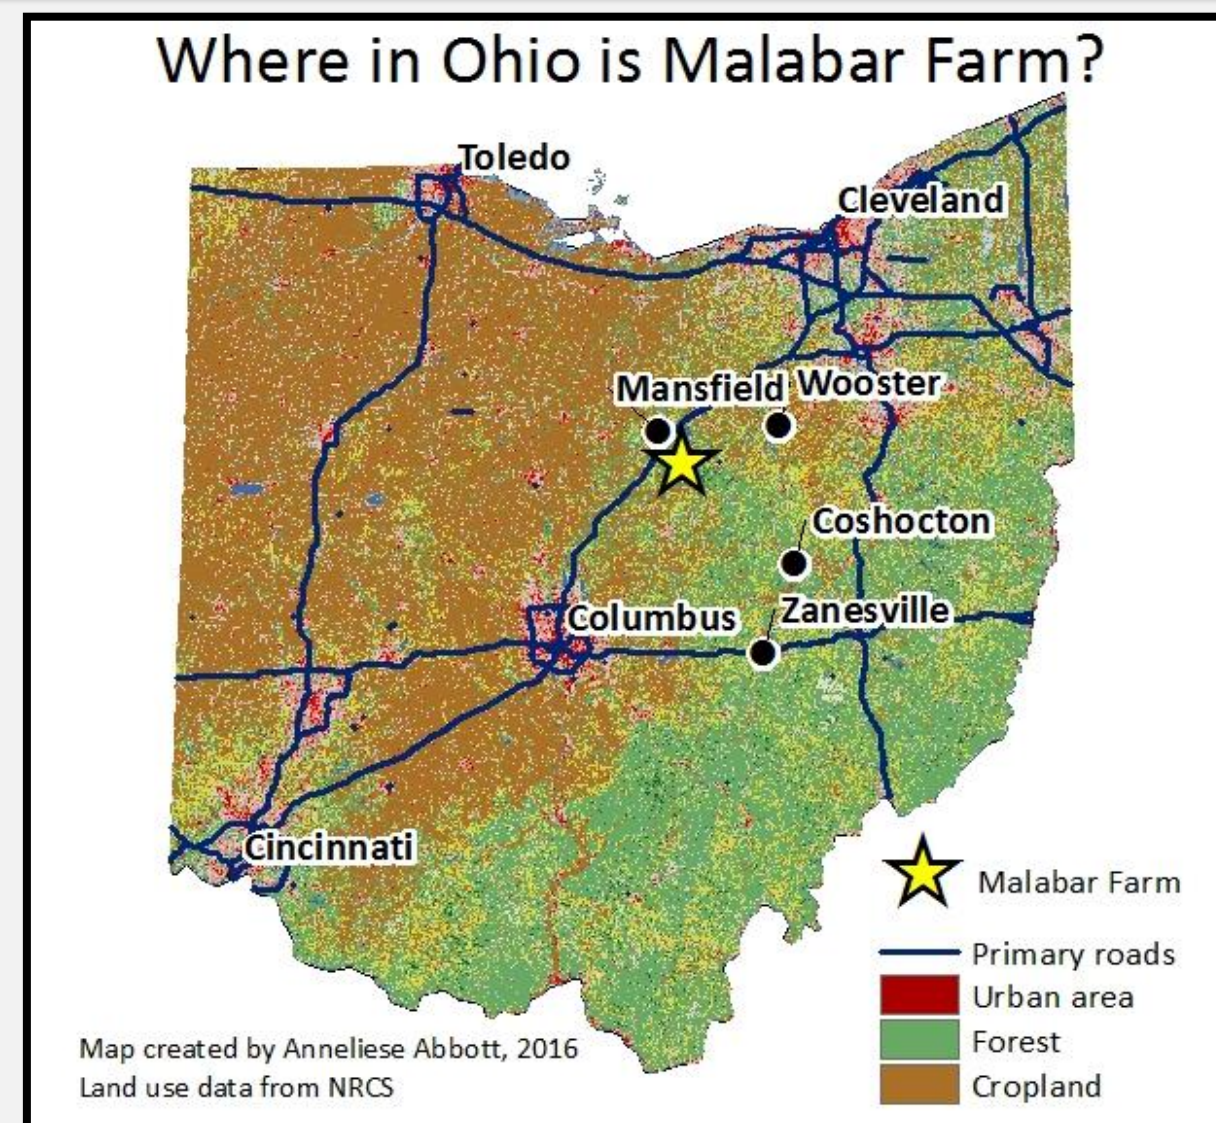 Where in Ohio is Malabar Farm?
Toledo
Cleveland
Mansfield
Wooster
Coshocton
Zanesville
Columbus
Cincinnati
Malabar Farm
Primary roads
Urban area
Forest
Cropland
Map created by Anneliese Abbott, 2016
Land use data from NRCS